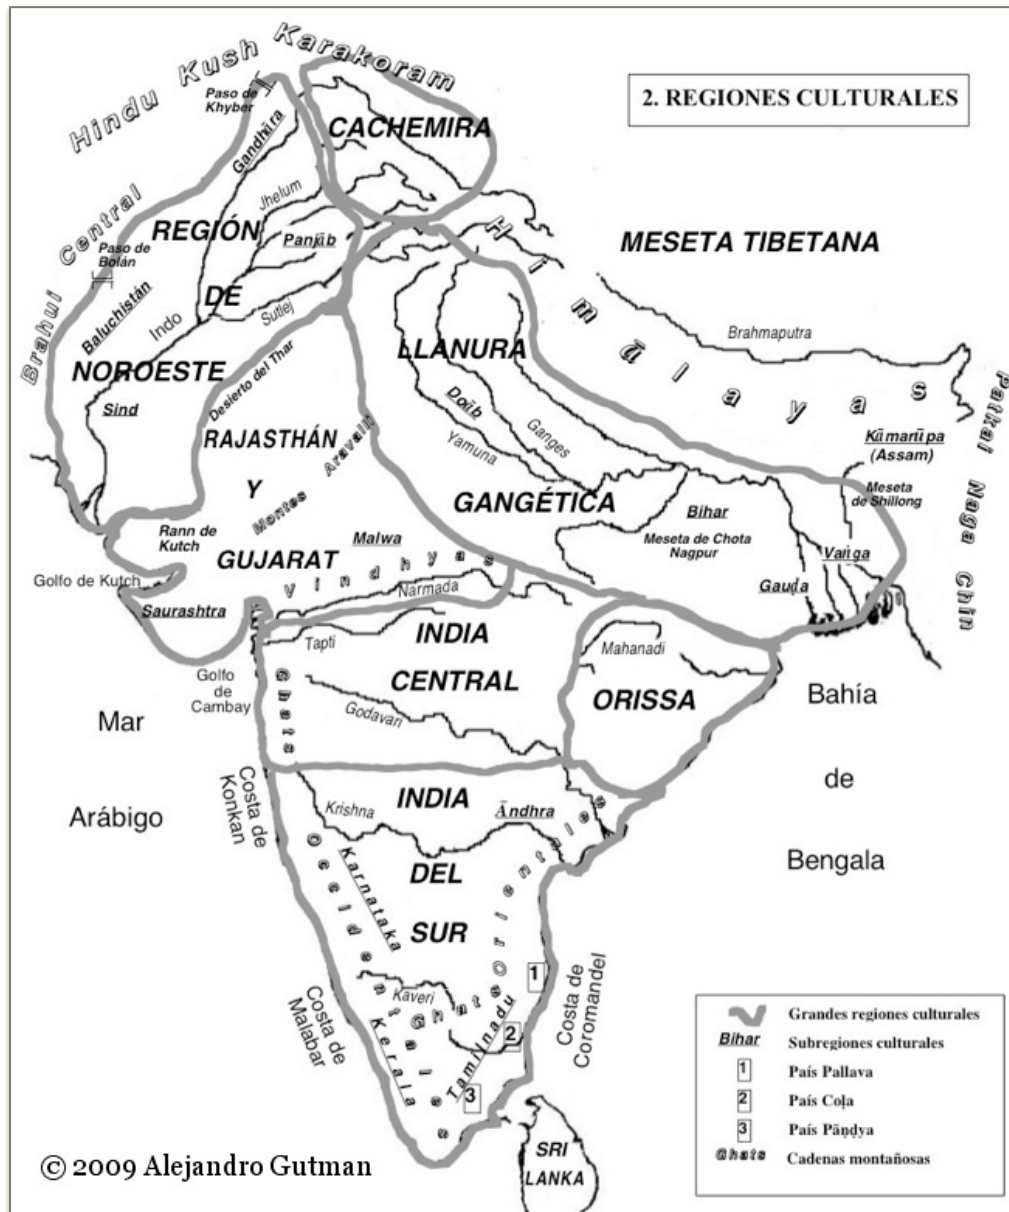 Hindu Kush
Karakoram
2. REGIONES CULTURALES
Paso de
Khyber
CACHEMIRA
Gandhāra
Brahui Central
Jhelum
REGIÓN
Panjāb
Himālayas
MESETA TIBETANA
Paso de
Bolán
DE
Baluchistán
Indo
Sutlej
Brahmaputra
NOROESTE
LLANURA
Sind
Desierto del Thar
Doāb
Ganges
Yamuna
Patkai Naga Chin
RAJASTHÁN
Kāmarūpa
(Assam)
Y
Montes Aravalli
GANGÉTICA
Meseta
de Shillong
Bihar
Rann de
Kutch
Malwa
Meseta de Chota
Nagpur
GUJARAT
Vindhyas
Vaṅga
Golfo de Kutch
Narmada
Gauḍa
Saurashtra
INDIA
Tapti
Mahanadi
Golfo
de
Cambay
CENTRAL
ORISSA
Mar
Arábigo
Godavari
Bahía
de
Bengala
Ghats Occidentales
Costa de
Konkan
INDIA
Krishna
Āndhra
DEL
Karnataka
SUR
Ghats Orientales
Kaveri
1
Costa de
Coromandel
Costa de
Malabar
Kerala
Tamilnadu
2
3
SRI
LANKA
Grandes regiones culturales
Bihar Subregiones culturales
1 País Pallava
2 País Coḷa
3 País Pāṇḍya
Ghats Cadenas montañosas
© 2009 Alejandro Gutman